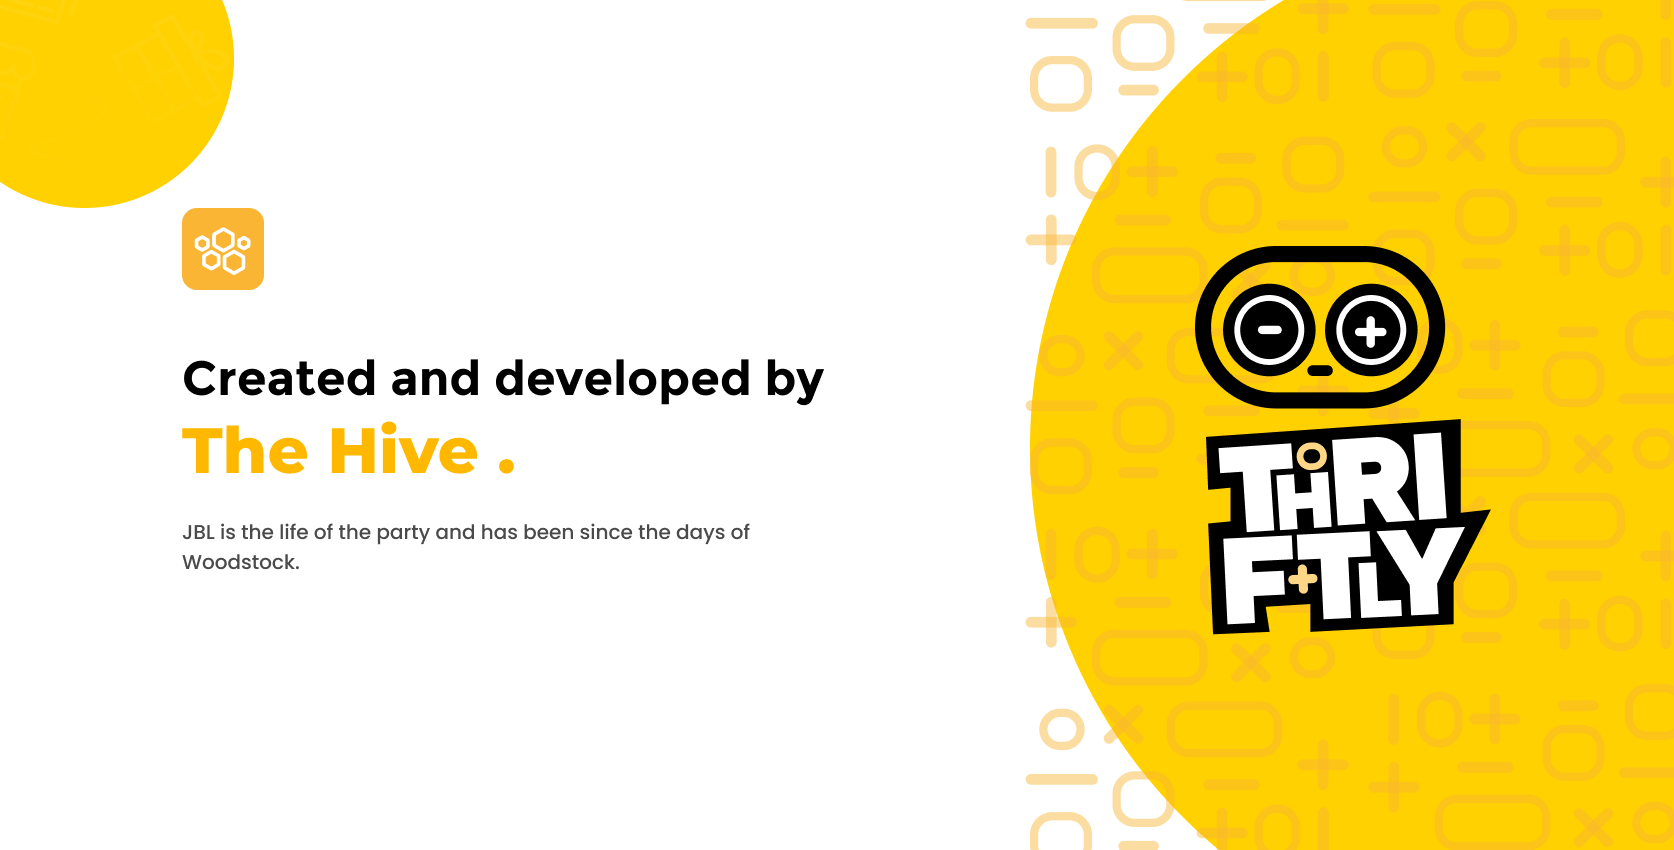 Created and developed by
The Hive .
JBL is the life of the party and has been since the days of
Woodstock.
THRI
FTLY